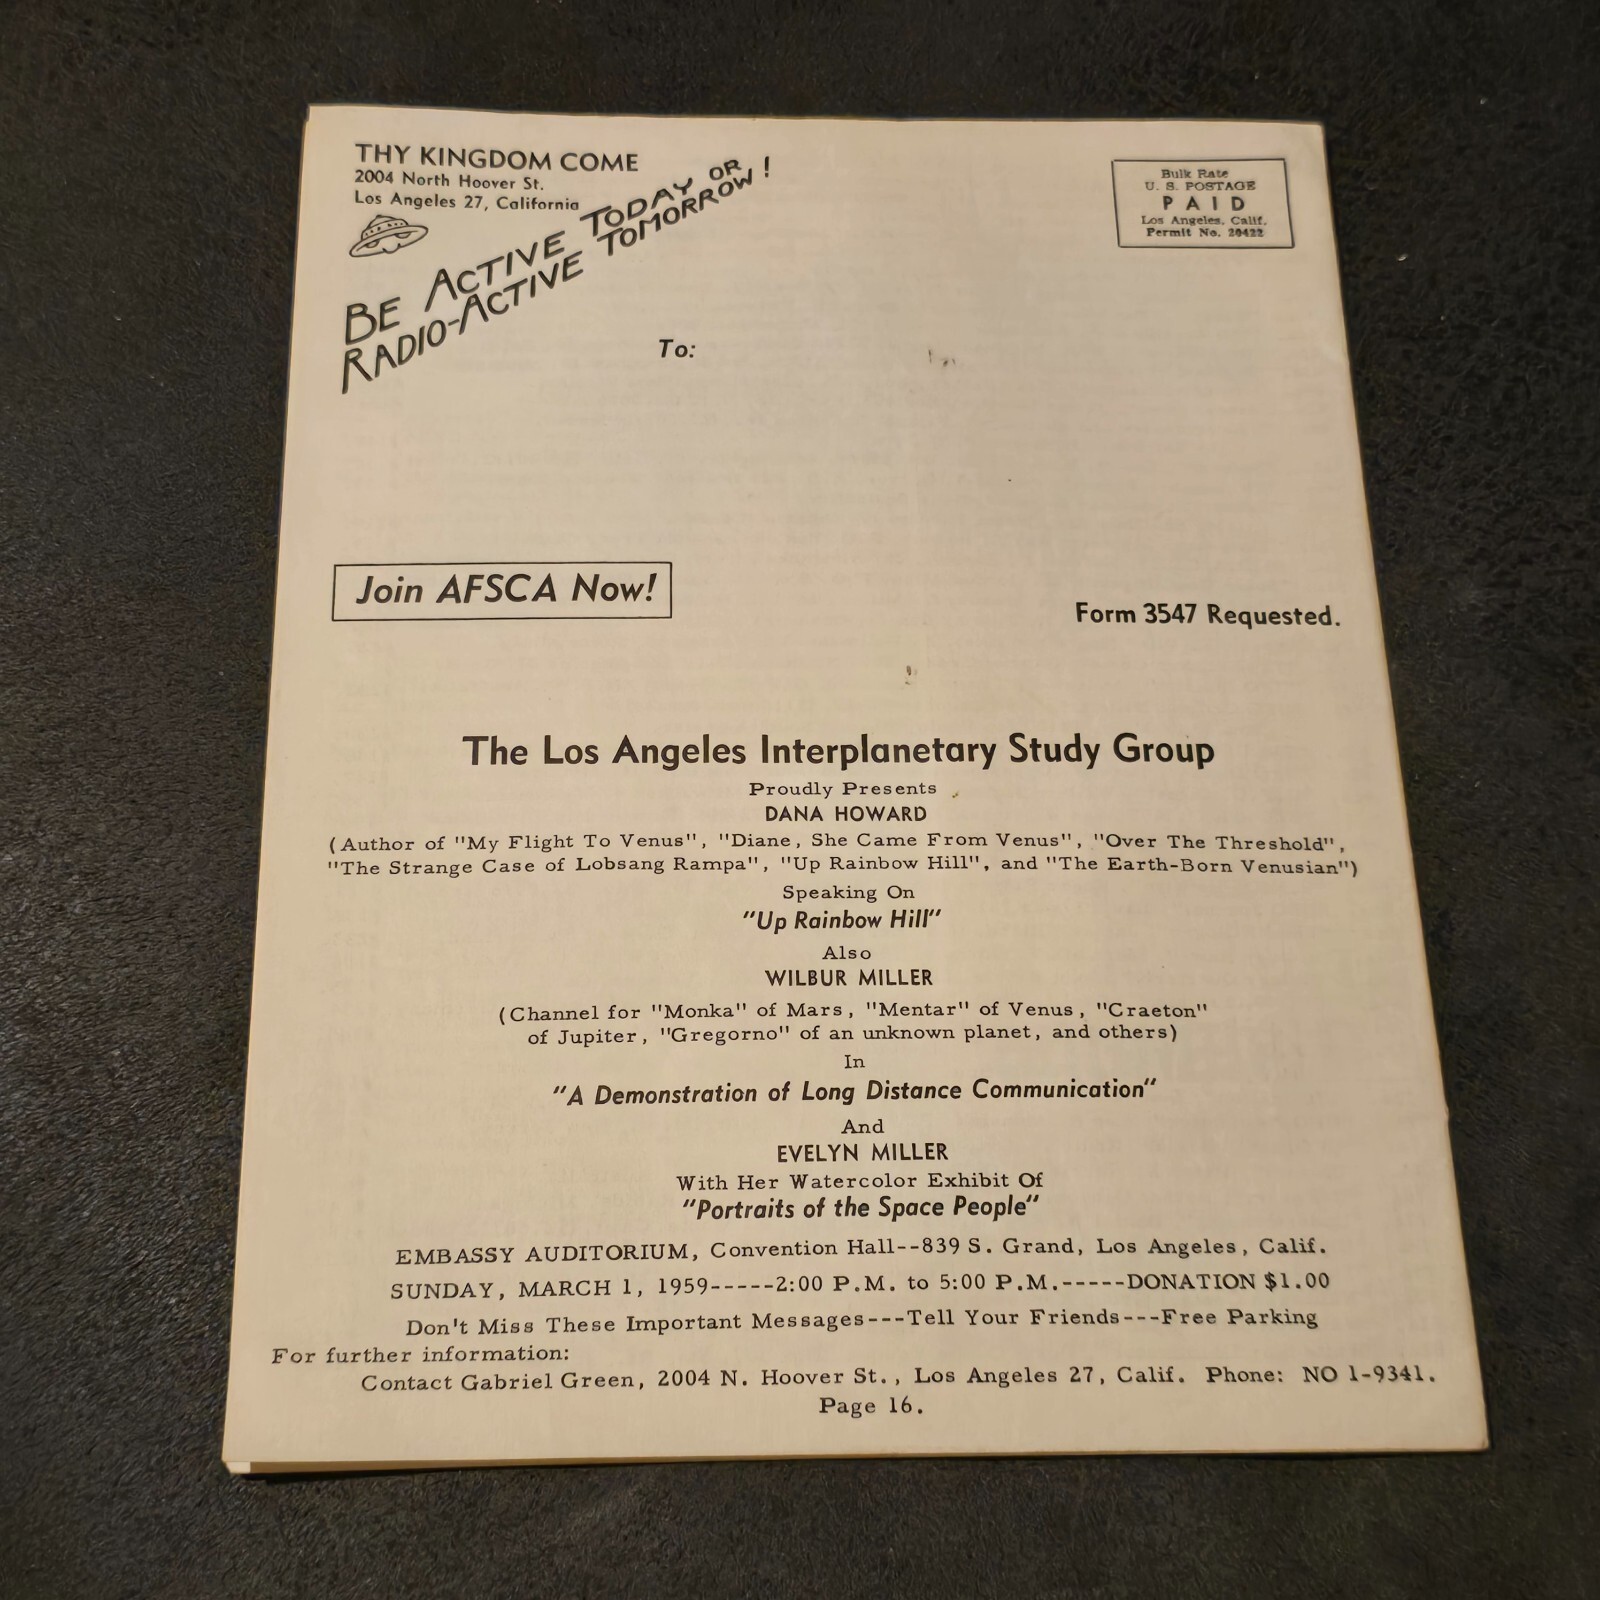 THY KINGDOM COME
2004 North Hoover St.
Los Angeles 27, California
BE ACTIVE TODAY OR
RADIO-ACTIVE TOMORROW!
Bulk Rate
U. S. POSTAGE
PAID
Los Angeles, Calif.
Permit No. 20422
To:
Join AFSCA Now!
Form 3547 Requested.
The Los Angeles Interplanetary Study Group
Proudly Presents
DANA HOWARD
(Author of "My Flight To Venus", "Diane, She Came From Venus", "Over The Threshold",
"The Strange Case of Lobsang Rampa", "Up Rainbow Hill", and "The Earth-Born Venusian")
Speaking On
"Up Rainbow Hill"
Also
WILBUR MILLER
(Channel for "Monka" of Mars, "Mentar" of Venus, "Craeton"
of Jupiter, "Gregorno" of an unknown planet, and others)
In
"A Demonstration of Long Distance Communication"
And
EVELYN MILLER
With Her Watercolor Exhibit Of
"Portraits of the Space People"
EMBASSY AUDITORIUM, Convention Hall--839 S. Grand, Los Angeles, Calif.
SUNDAY, MARCH 1, 1959-----2:00 P.M. to 5:00 P.M.-----DONATION $1.00
Don't Miss These Important Messages---Tell Your Friends---Free Parking
For further information:
Contact Gabriel Green, 2004 N. Hoover St., Los Angeles 27, Calif. Phone: NO 1-9341.
Page 16.